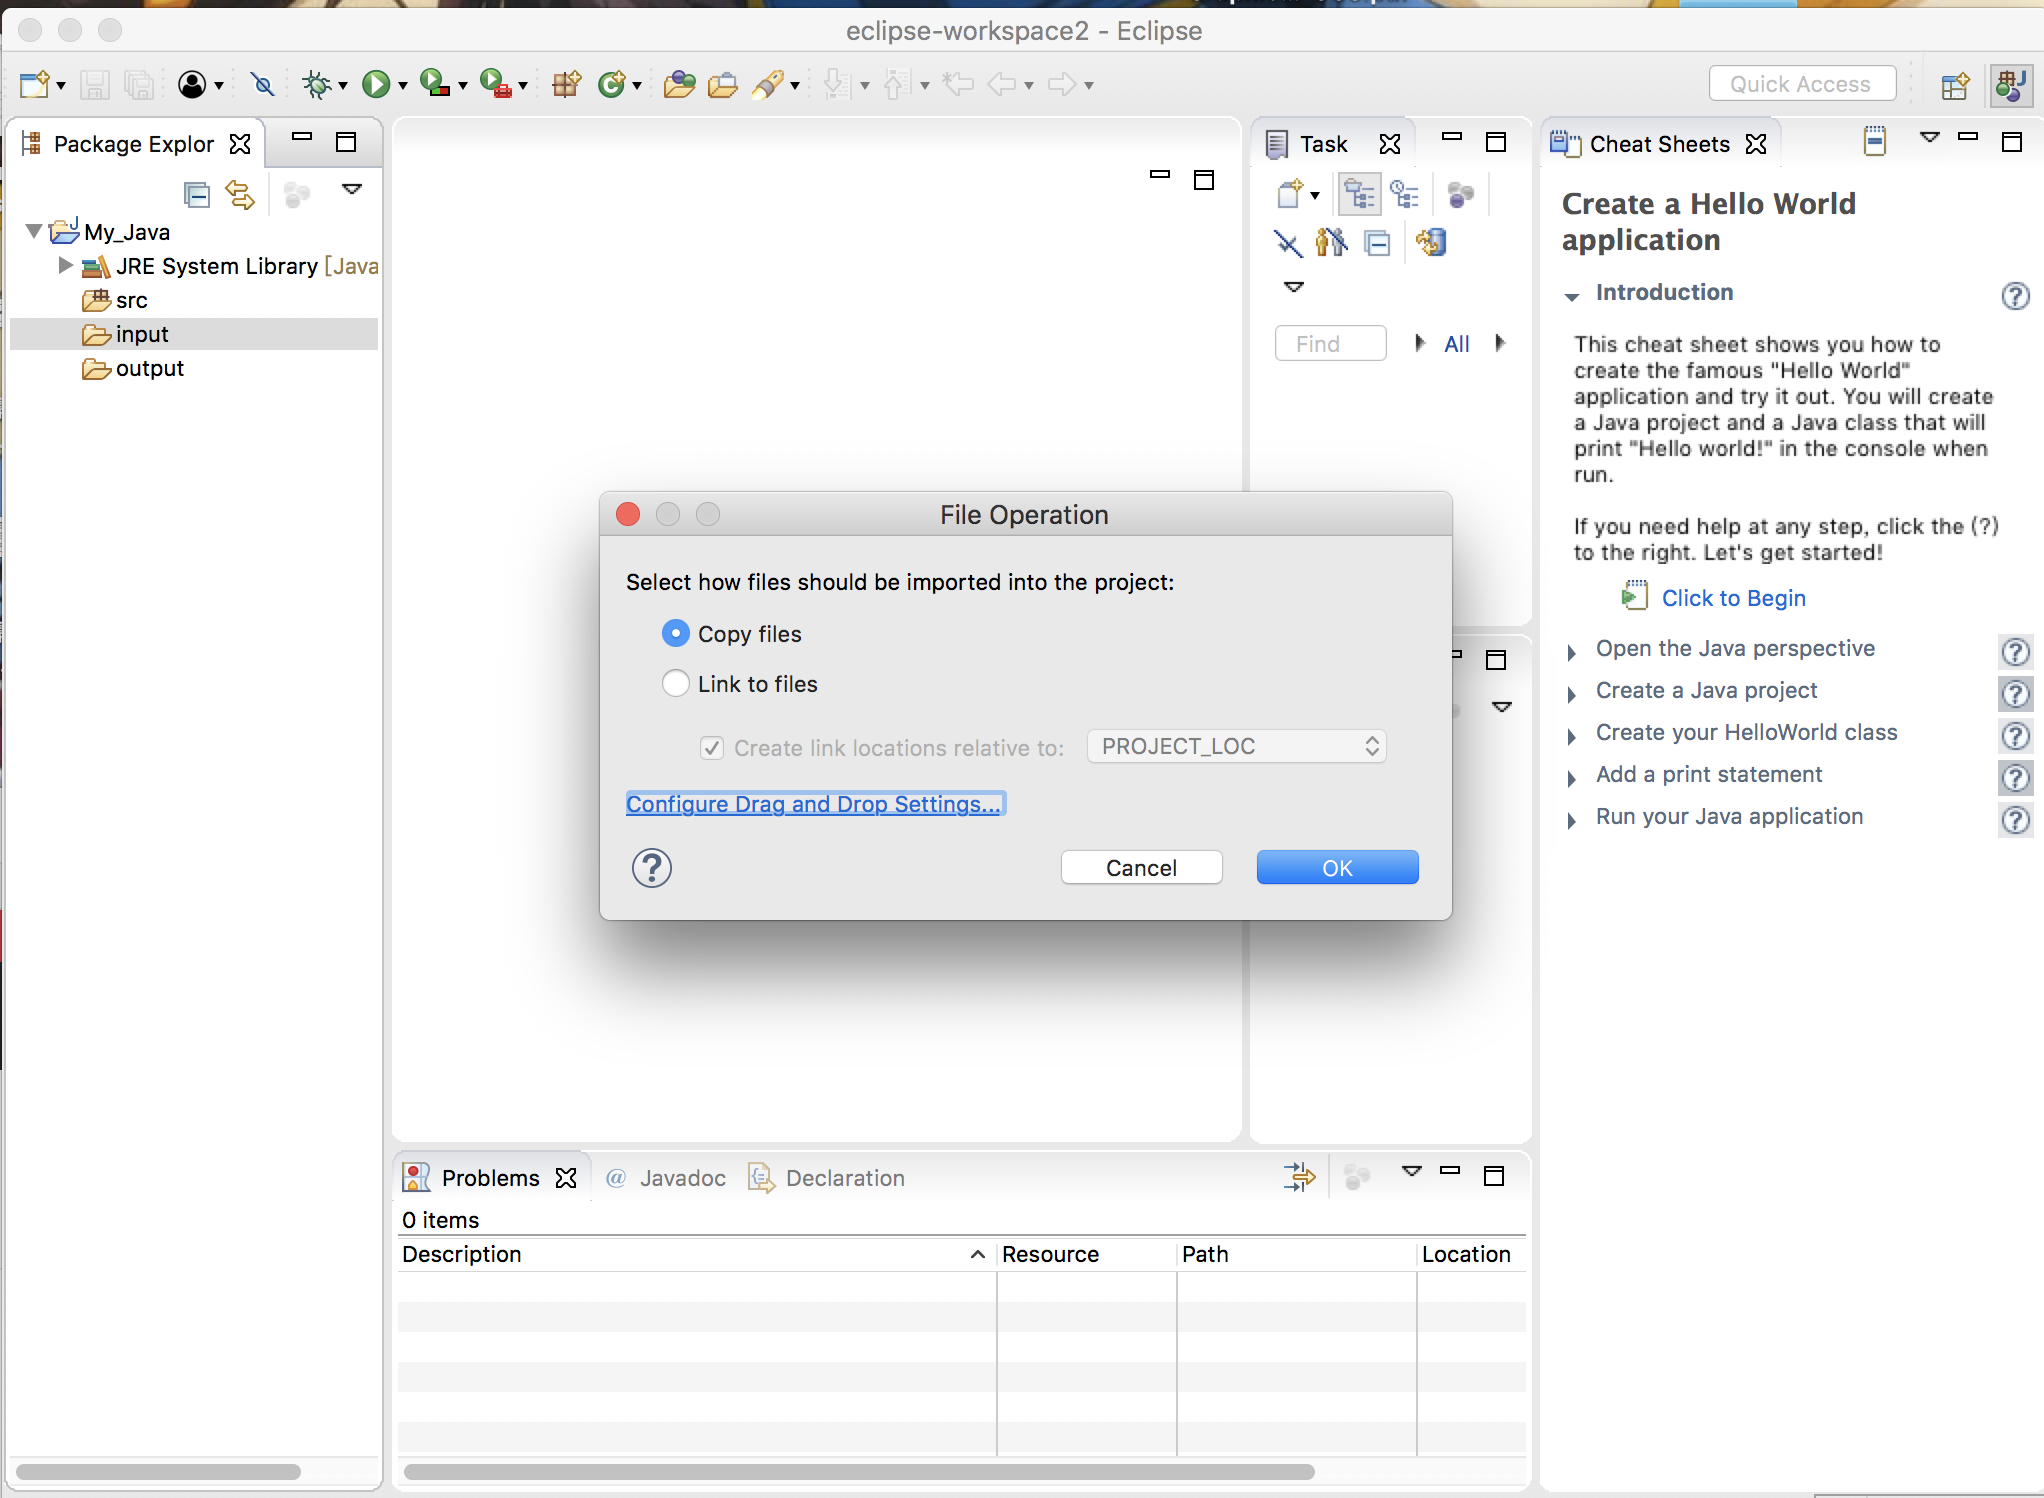 eclipse-workspace2 - Eclipse
Quick Access
Package Explor
My_Java
JRE System Library [Java
src
input
output
Task
Find
All
Cheat Sheets
Create a Hello World
application
Introduction
This cheat sheet shows you how to
create the famous "Hello World"
application and try it out. You will create
a Java project and a Java class that will
print "Hello world!" in the console when
run.
If you need help at any step, click the (?)
to the right. Let's get started!
Click to Begin
Open the Java perspective
Create a Java project
Create your HelloWorld class
Add a print statement
Run your Java application
File Operation
Select how files should be imported into the project:
Copy files
Link to files
Create link locations relative to: PROJECT_LOC
Configure Drag and Drop Settings...
Cancel
OK
Problems
@ Javadoc
Declaration
0 items
Description
Resource
Path
Location